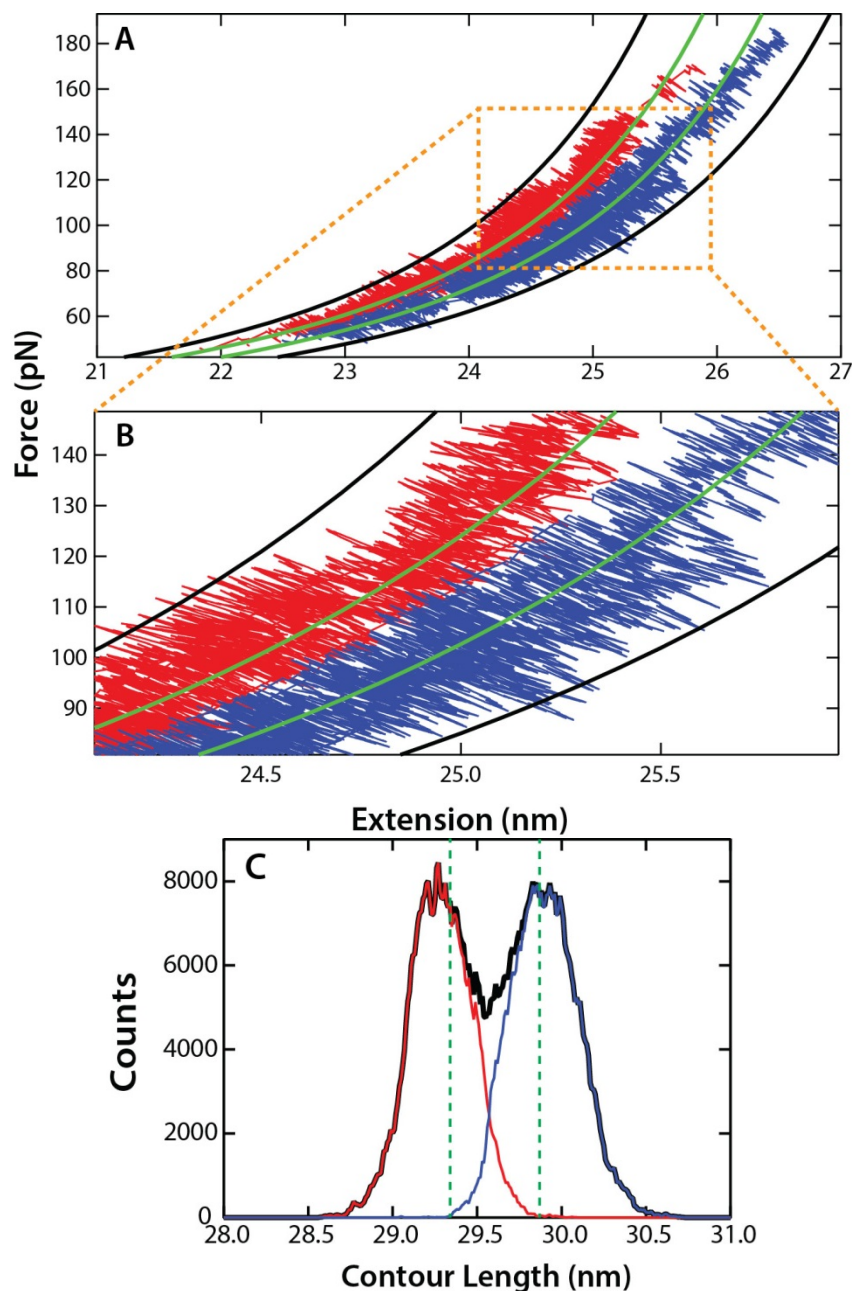 A
180
160
140
120
100
80
60
21 22 23 24 25 26 27
Force (pN)
B
140
130
120
110
100
90
24.5 25.0 25.5
Extension (nm)
C
8000
6000
4000
2000
0
Counts
28.0 28.5 29.0 29.5 30.0 30.5 31.0
Contour Length (nm)